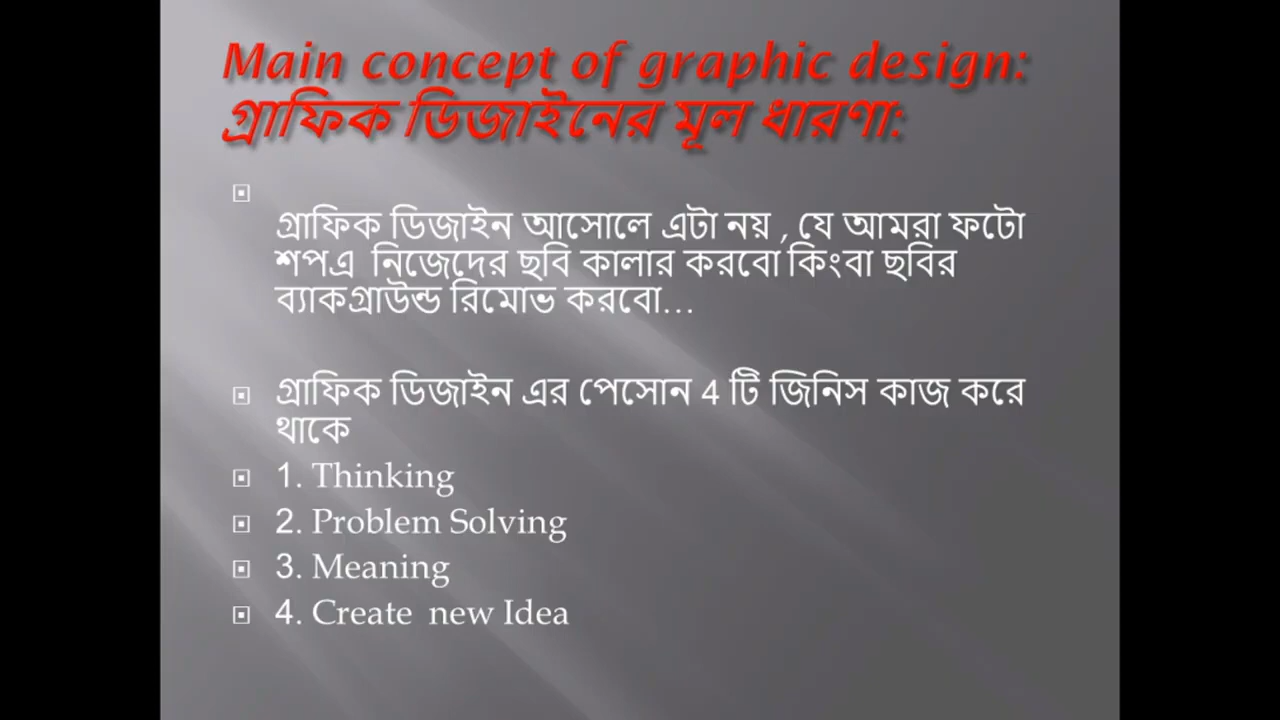 Main concept of graphic design:
গ্রাফিক ডিজাইনের মূল ধারণা:
গ্রাফিক ডিজাইন আসোলে এটা নয় , যে আমরা ফটো
শপএ নিজেদের ছবি কালার করবো কিংবা ছবির
ব্যাকগ্রাউন্ড রিমোভ করবো...
গ্রাফিক ডিজাইন এর পেসোন 4 টি জিনিস কাজ করে
থাকে
1. Thinking
2. Problem Solving
3. Meaning
4. Create new Idea